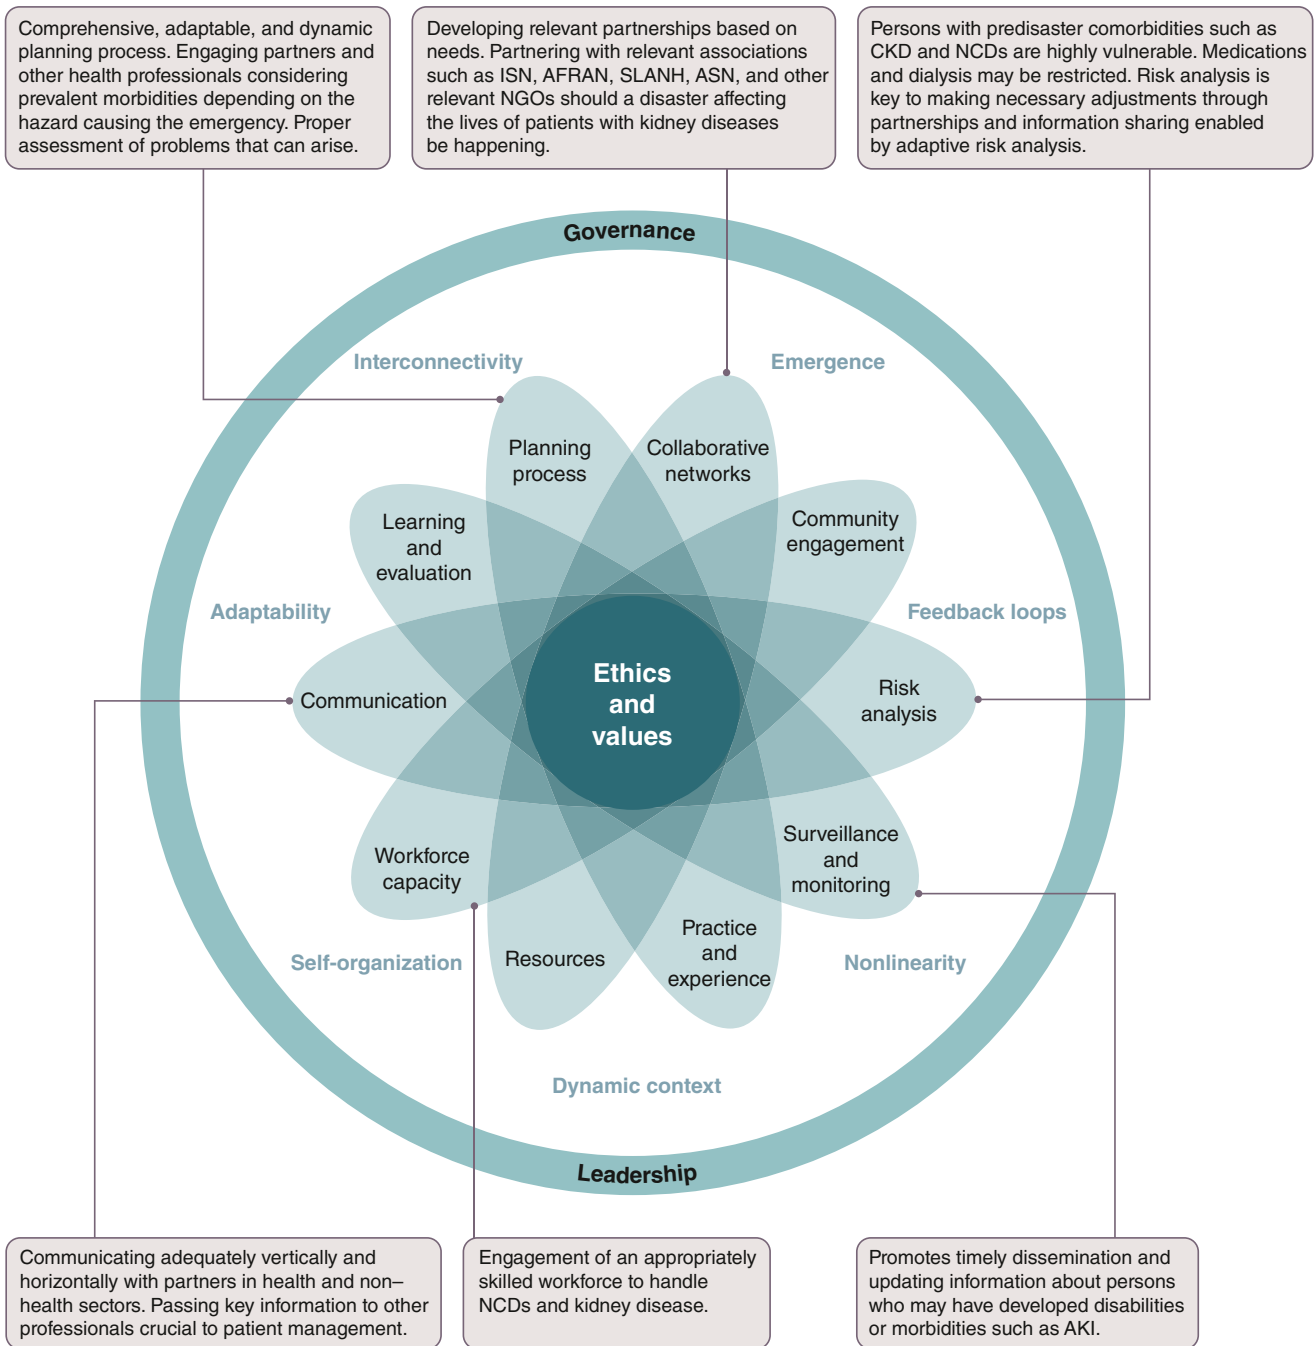 Comprehensive, adaptable, and dynamic
planning process. Engaging partners and
other health professionals considering
prevalent morbidities depending on the
hazard causing the emergency. Proper
assessment of problems that can arise.
Developing relevant partnerships based on
needs. Partnering with relevant associations
such as ISN, AFRAN, SLANH, ASN, and other
relevant NGOs should a disaster affecting
the lives of patients with kidney diseases
be happening.
Persons with predisaster comorbidities such as
CKD and NCDs are highly vulnerable. Medications
and dialysis may be restricted. Risk analysis is
key to making necessary adjustments through
partnerships and information sharing enabled
by adaptive risk analysis.
Governance
Interconnectivity
Emergence
Planning
process
Collaborative
networks
Learning
and
evaluation
Community
engagement
Adaptability
Feedback loops
Communication
Ethics
and
values
Risk
analysis
Workforce
capacity
Surveillance
and
monitoring
Self-organization
Resources
Practice
and
experience
Nonlinearity
Dynamic context
Leadership
Communicating adequately vertically and
horizontally with partners in health and non–
health sectors. Passing key information to other
professionals crucial to patient management.
Engagement of an appropriately
skilled workforce to handle
NCDs and kidney disease.
Promotes timely dissemination and
updating information about persons
who may have developed disabilities
or morbidities such as AKI.